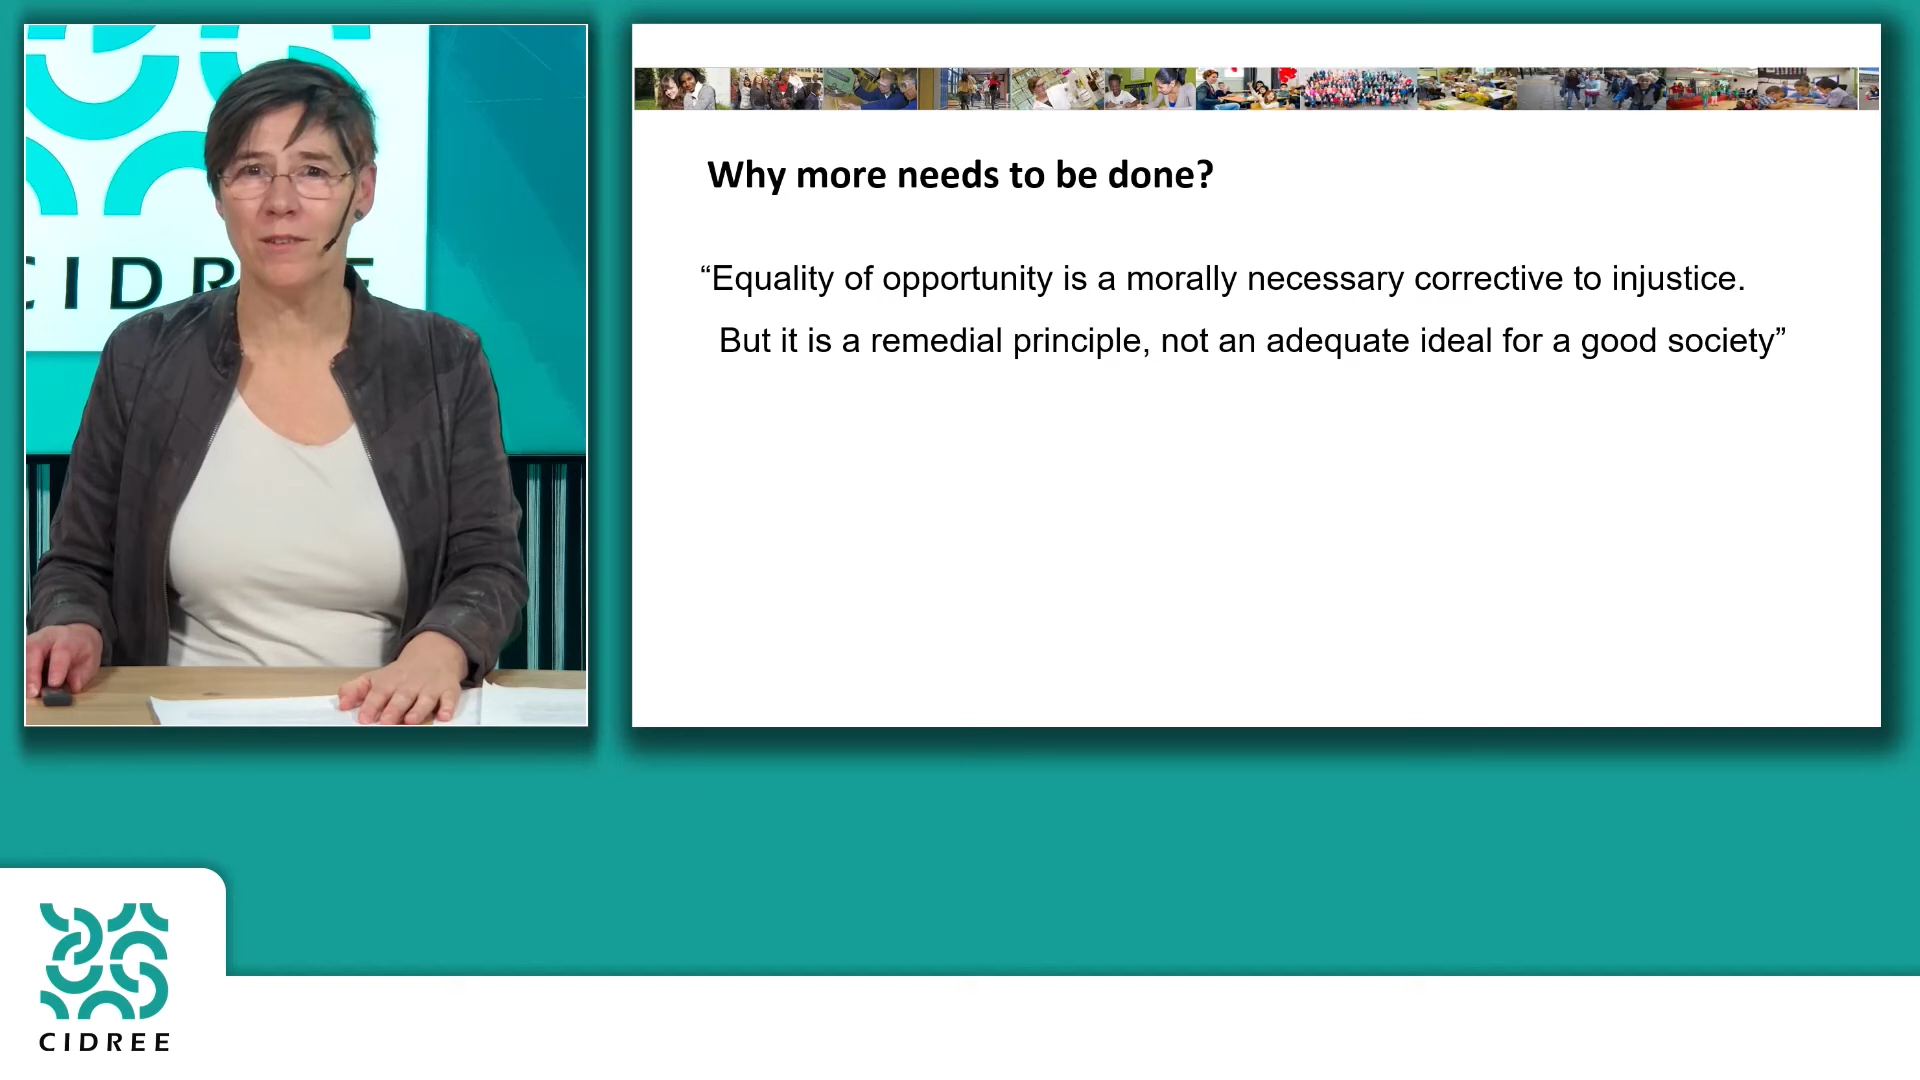 CIDREE
Why more needs to be done?
“Equality of opportunity is a morally necessary corrective to injustice.
But it is a remedial principle, not an adequate ideal for a good society”
CIDREE